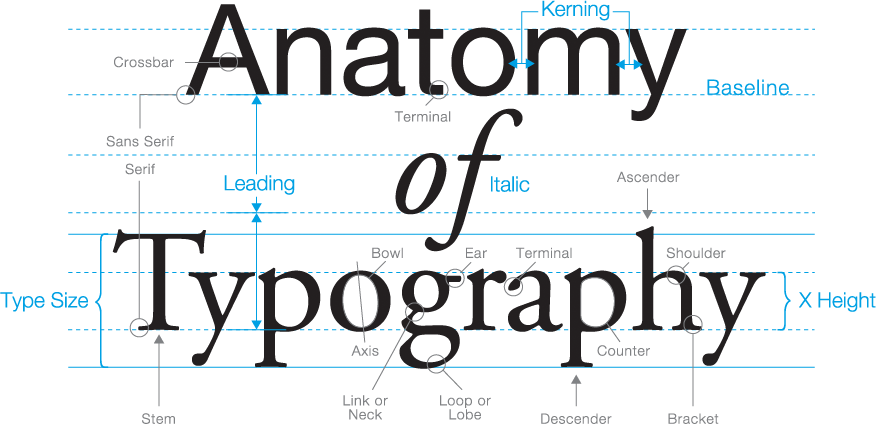 Kerning
Anatomy
Crossbar
Baseline
Terminal
Sans Serif
Serif
of
Leading
Italic
Ascender
Typography
Bowl
Ear
Terminal
Shoulder
Type Size
X Height
Axis
Counter
Link or
Neck
Loop or
Lobe
Stem
Descender
Bracket